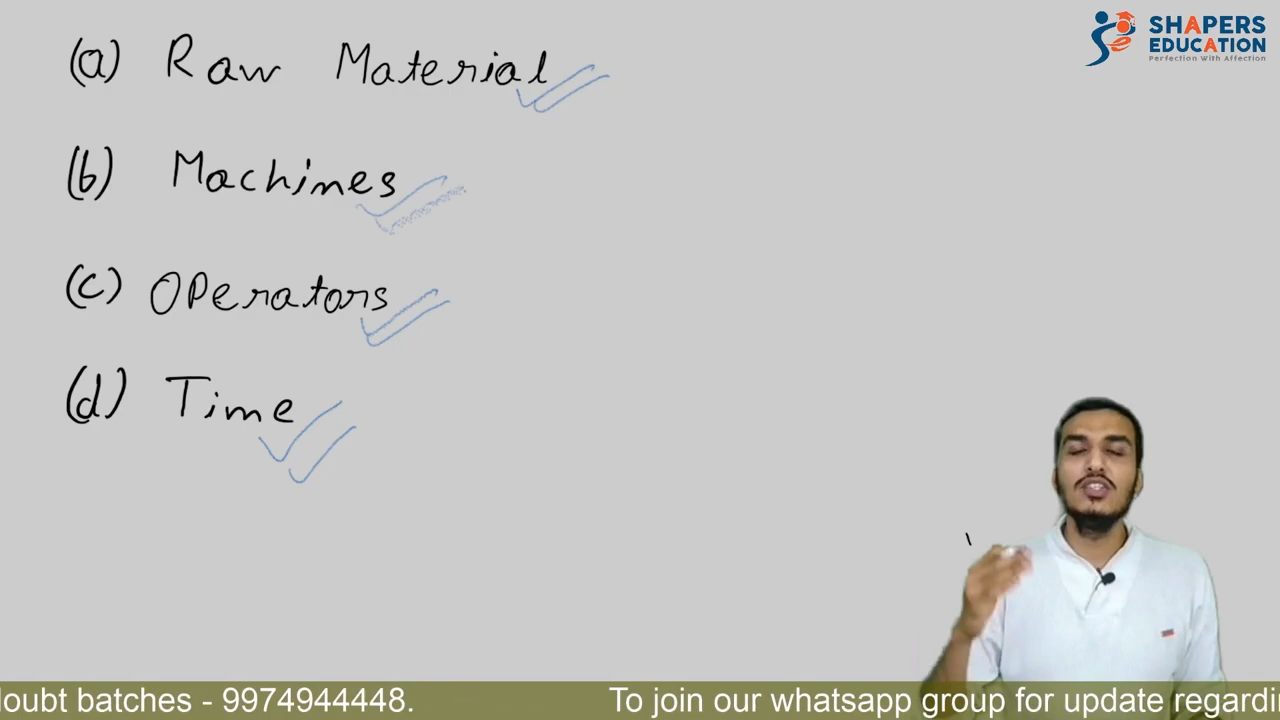 SHAPERS
EDUCATION
Perfection With Affection
(a) Raw Material
(b) Machines
(c) OPerators
(d) Time
doubt batches - 9974944448. To join our whatsapp group for update regardi